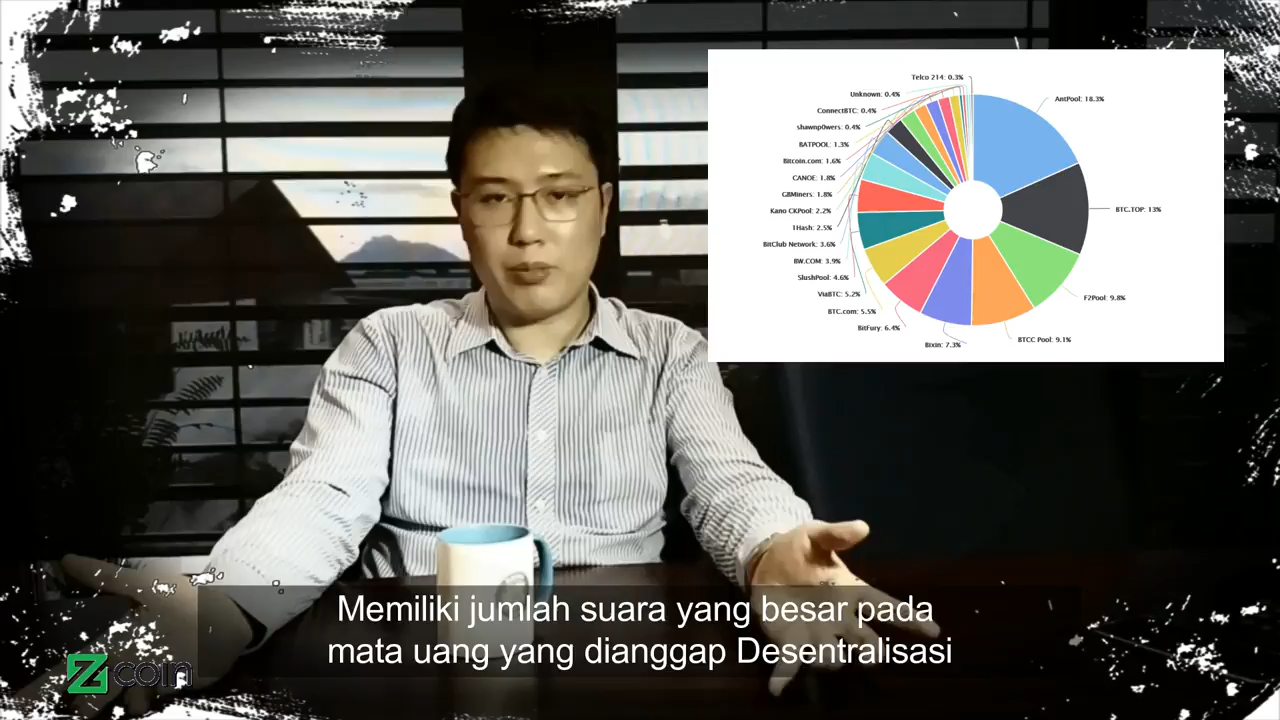 Telco 214: 0.3%
Unknown: 0.4%
ConnectBTC: 0.4%
shawnp0wers: 0.4%
BATPOOL: 1.3%
Bitcoin.com: 1.6%
CANOE: 1.8%
GBMiners: 1.8%
Kano CKPool: 2.2%
1Hash: 2.5%
BitClub Network: 3.6%
BW.COM: 3.9%
SlushPool: 4.6%
ViaBTC: 5.2%
BTC.com: 5.5%
BitFury: 6.4%
Bixin: 7.3%
AntPool: 18.3%
BTC.TOP: 13%
F2Pool: 9.8%
BTCC Pool: 9.1%
Memiliki jumlah suara yang besar pada
mata uang yang dianggap Desentralisasi
Zcoin